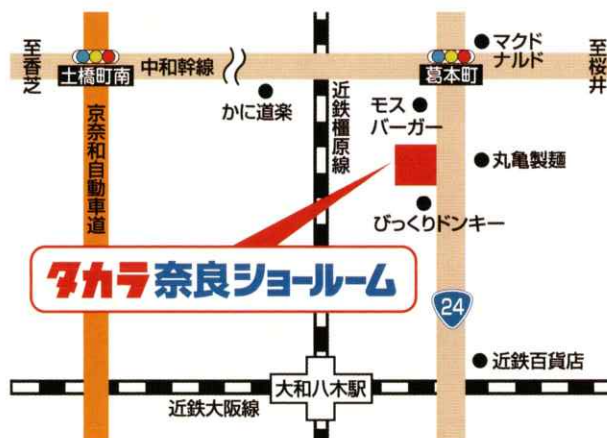 至香芝
土橋町南
中和幹線
葛本町
マクド
ナルド
至桜井
かに道楽
モス
バーガー
京奈和自動車道
近鉄橿原線
丸亀製麺
びっくりドンキー
タカラ奈良ショールーム
24
近鉄百貨店
大和八木駅
近鉄大阪線